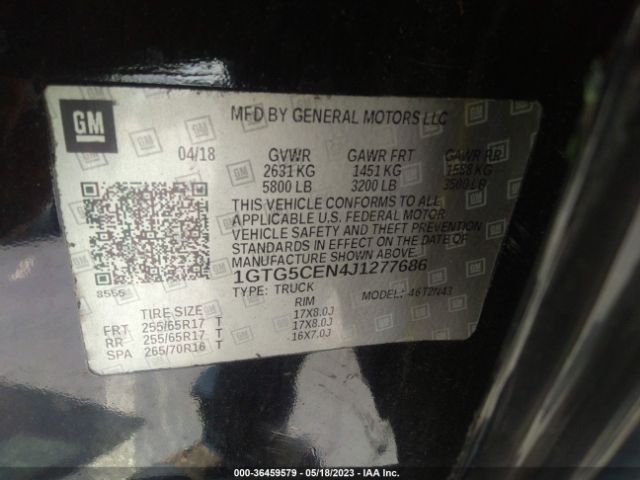 GM
MFD BY GENERAL MOTORS LLC
04/18 GVWR GAWR FRT GAWR RR
2631 KG 1451 KG 1588 KG
5800 LB 3200 LB 3500 LB
THIS VEHICLE CONFORMS TO ALL
APPLICABLE U.S. FEDERAL MOTOR
VEHICLE SAFETY AND THEFT PREVENTION
STANDARDS IN EFFECT ON THE DATE OF
MANUFACTURE SHOWN ABOVE.
1GTG5CEN4J1277686
8555 TYPE: TRUCK MODEL: 46T2N43
TIRE SIZE RIM
FRT 255/65R17 T 17X8.0J
RR 255/65R17 T 17X8.0J
SPA 265/70R16 T 16X7.0J
000-36459579 — 05/18/2023 — IAA Inc.